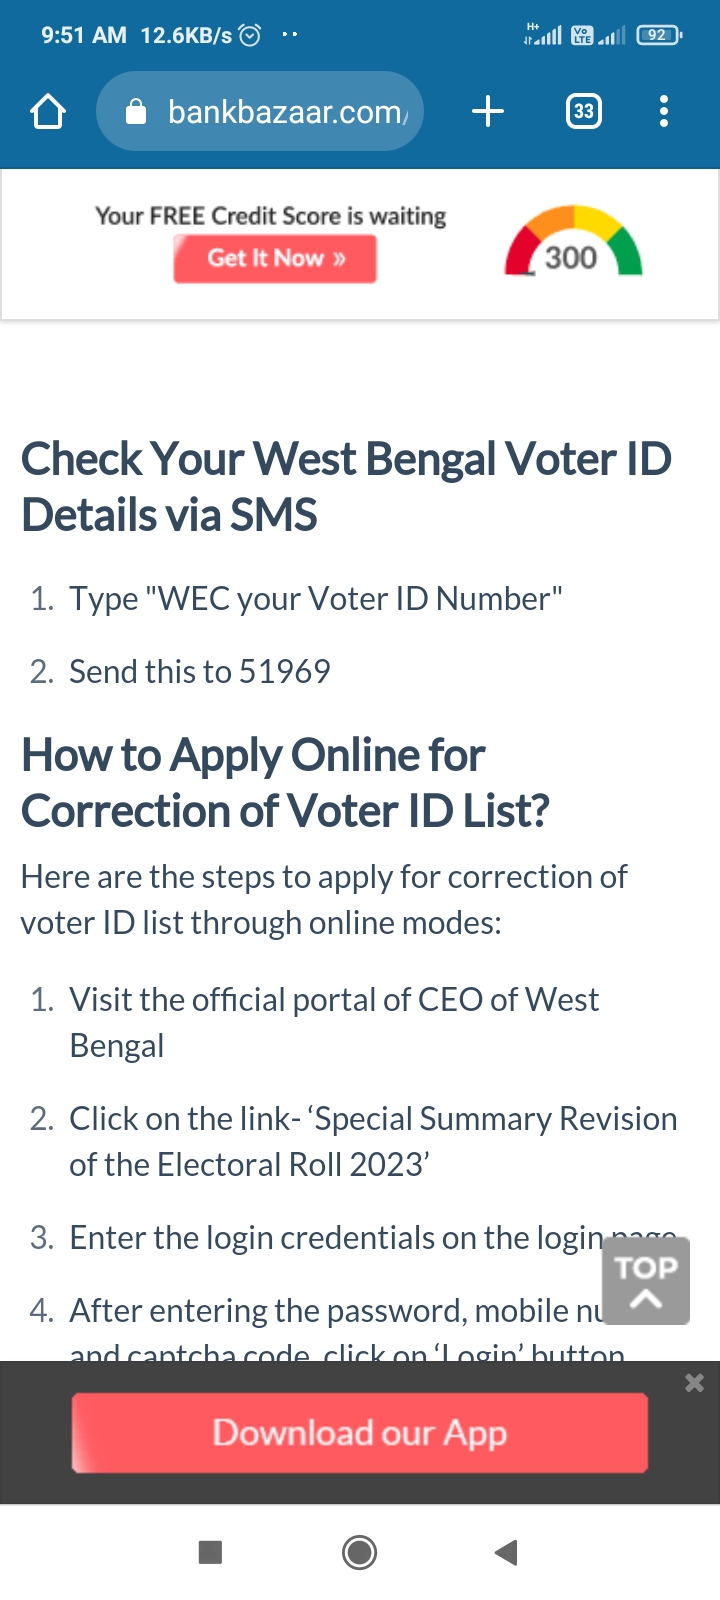 9:51 AM 12.6KB/s
H+ Vo LTE 92
bankbazaar.com/
33
Your FREE Credit Score is waiting
Get It Now »
300
Check Your West Bengal Voter ID
Details via SMS
1. Type "WEC your Voter ID Number"
2. Send this to 51969
How to Apply Online for
Correction of Voter ID List?
Here are the steps to apply for correction of
voter ID list through online modes:
1. Visit the official portal of CEO of West
Bengal
2. Click on the link- ‘Special Summary Revision
of the Electoral Roll 2023’
3. Enter the login credentials on the login page
TOP
4. After entering the password, mobile
and captcha code, click on ‘Login’ button
Download our App